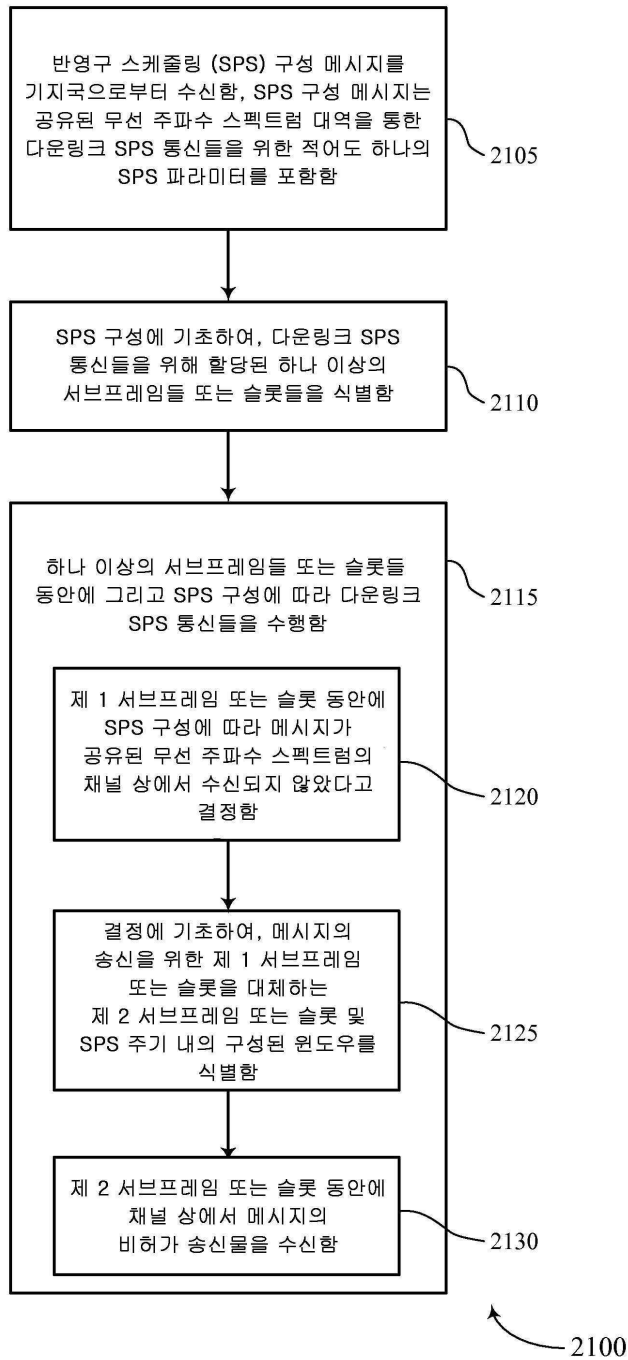 반영구 스케줄링 (SPS) 구성 메시지를
기지국으로부터 수신함, SPS 구성 메시지는
공유된 무선 주파수 스펙트럼 대역을 통한
다운링크 SPS 통신들을 위한 적어도 하나의
SPS 파라미터를 포함함
2105
SPS 구성에 기초하여, 다운링크 SPS
통신들을 위해 할당된 하나 이상의
서브프레임들 또는 슬롯들을 식별함
2110
하나 이상의 서브프레임들 또는 슬롯들
동안에 그리고 SPS 구성에 따라 다운링크
SPS 통신들을 수행함
2115
제 1 서브프레임 또는 슬롯 동안에
SPS 구성에 따라 메시지가
공유된 무선 주파수 스펙트럼의
채널 상에서 수신되지 않았다고
결정함
2120
결정에 기초하여, 메시지의
송신을 위한 제 1 서브프레임
또는 슬롯을 대체하는
제 2 서브프레임 또는 슬롯 및
SPS 주기 내의 구성된 윈도우를
식별함
2125
제 2 서브프레임 또는 슬롯 동안에
채널 상에서 메시지의
비허가 송신물을 수신함
2130
2100